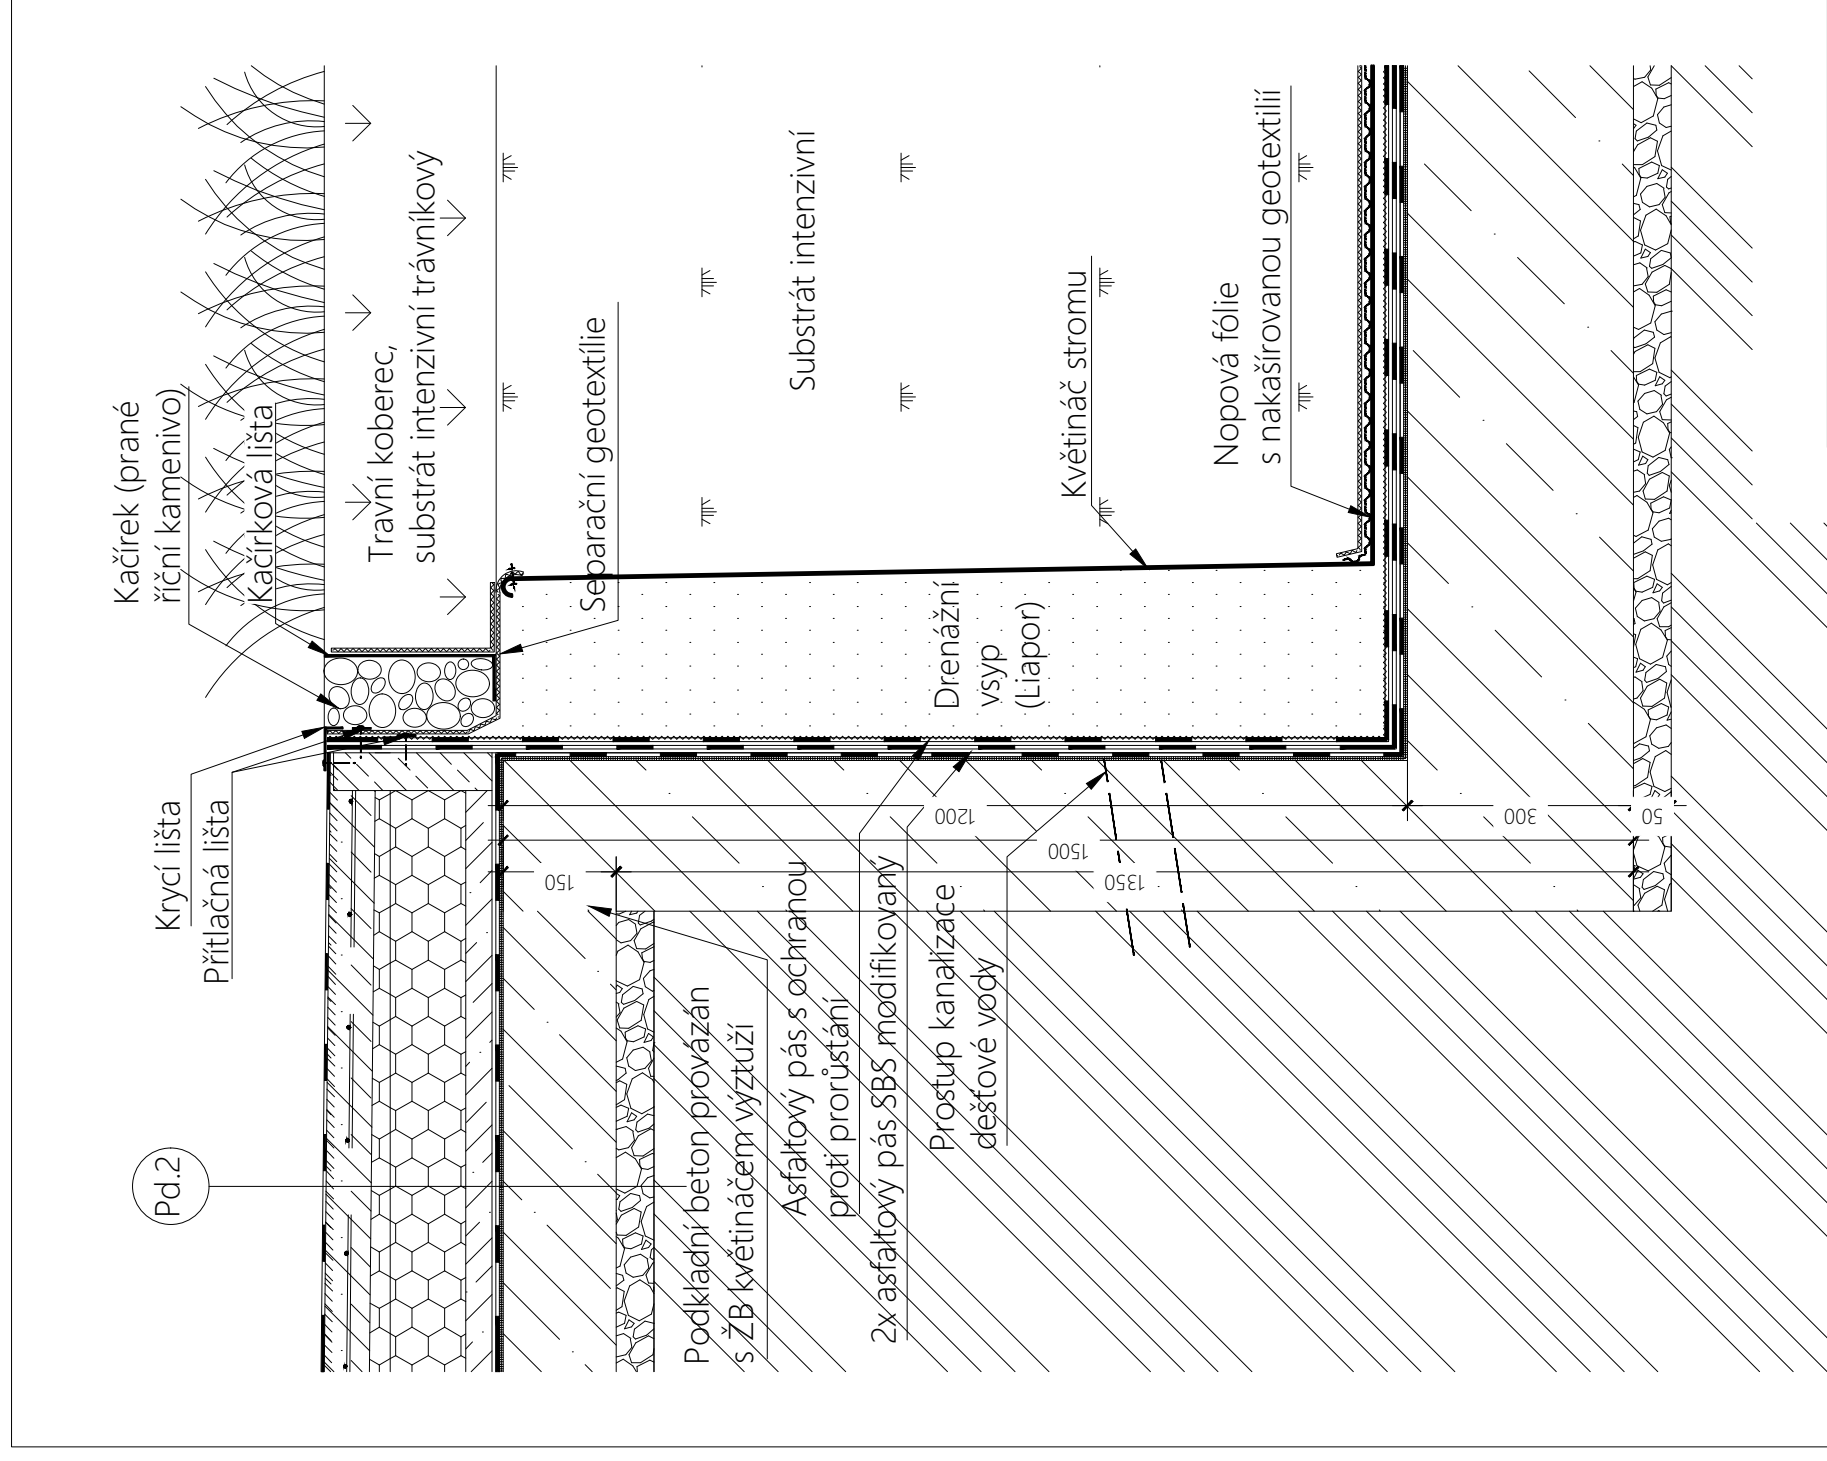 Kačírek (prané
říční kamenivo)
Kačírková lišta
Travní koberec,
substrát intenzivní trávníkový
Separační geotextílie
Substrát intenzivní
Květináč stromu
Nopová fólie
s nakašírovanou geotextilií
Drenážní
vsyp
(Liapor)
Krycí lišta
Přítlačná lišta
Pd.2
Podkladní beton provázán
s ŽB květináčem výztuží
Asfaltový pás s ochranou
proti prorůstání
2x asfaltový pás SBS modifikovaný
Prostup kanalizace
dešťové vody
150
1200
1500
1350
300
50